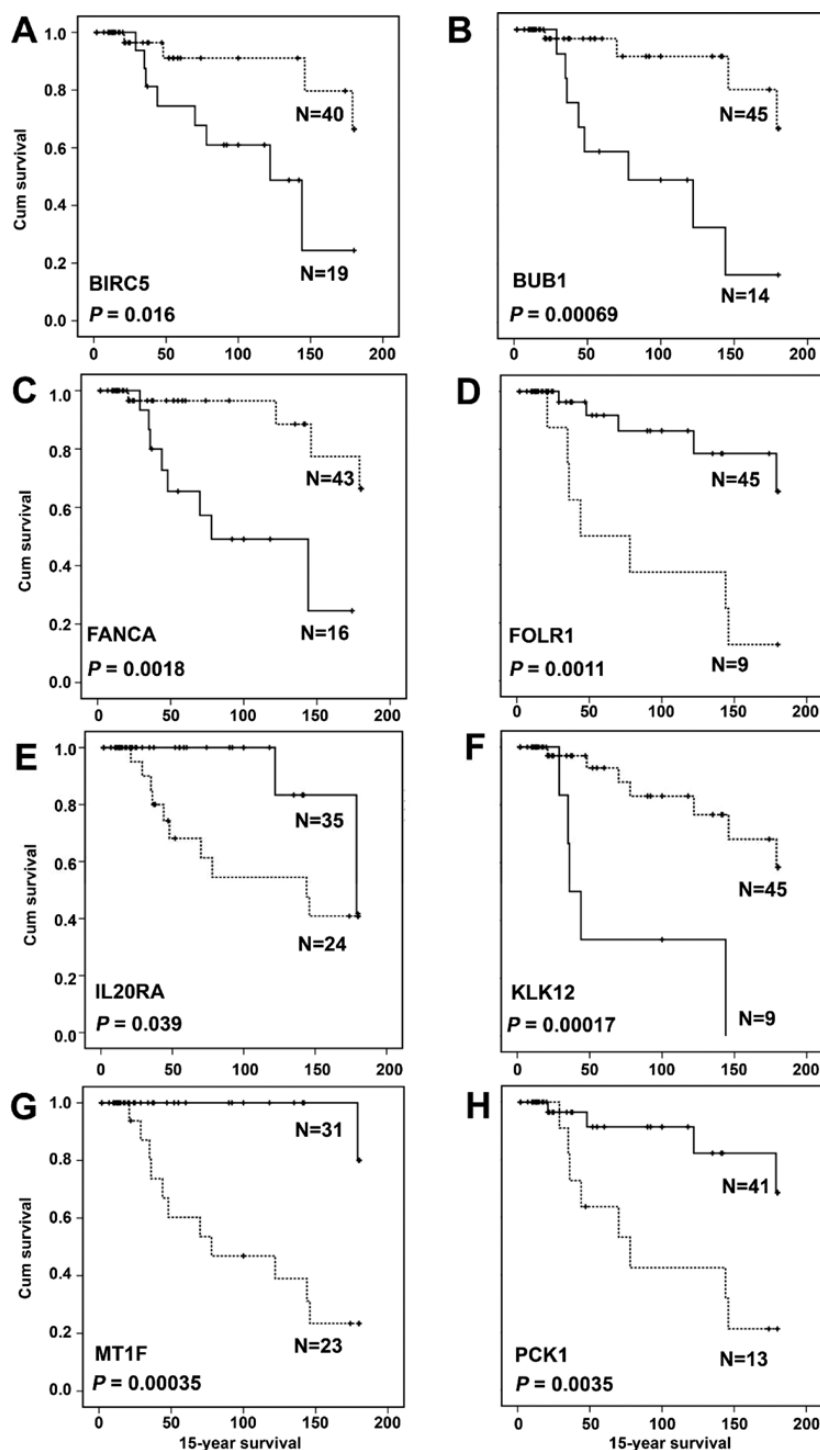 A
1.0
0.8
0.6
0.4
0.2
0.0
Cum survival
N=40
N=19
BIRC5
P = 0.016
0 50 100 150 200
B
N=45
N=14
BUB1
P = 0.00069
0 50 100 150 200
C
1.0
0.8
0.6
0.4
0.2
0.0
Cum survival
N=43
N=16
FANCA
P = 0.0018
0 50 100 150 200
D
N=45
N=9
FOLR1
P = 0.0011
0 50 100 150 200
E
1.0
0.8
0.6
0.4
0.2
0.0
Cum survival
N=35
N=24
IL20RA
P = 0.039
0 50 100 150 200
F
N=45
N=9
KLK12
P = 0.00017
0 50 100 150 200
G
1.0
0.8
0.6
0.4
0.2
0.0
Cum survival
N=31
N=23
MT1F
P = 0.00035
0 50 100 150 200
15-year survival
H
N=41
N=13
PCK1
P = 0.0035
0 50 100 150 200
15-year survival